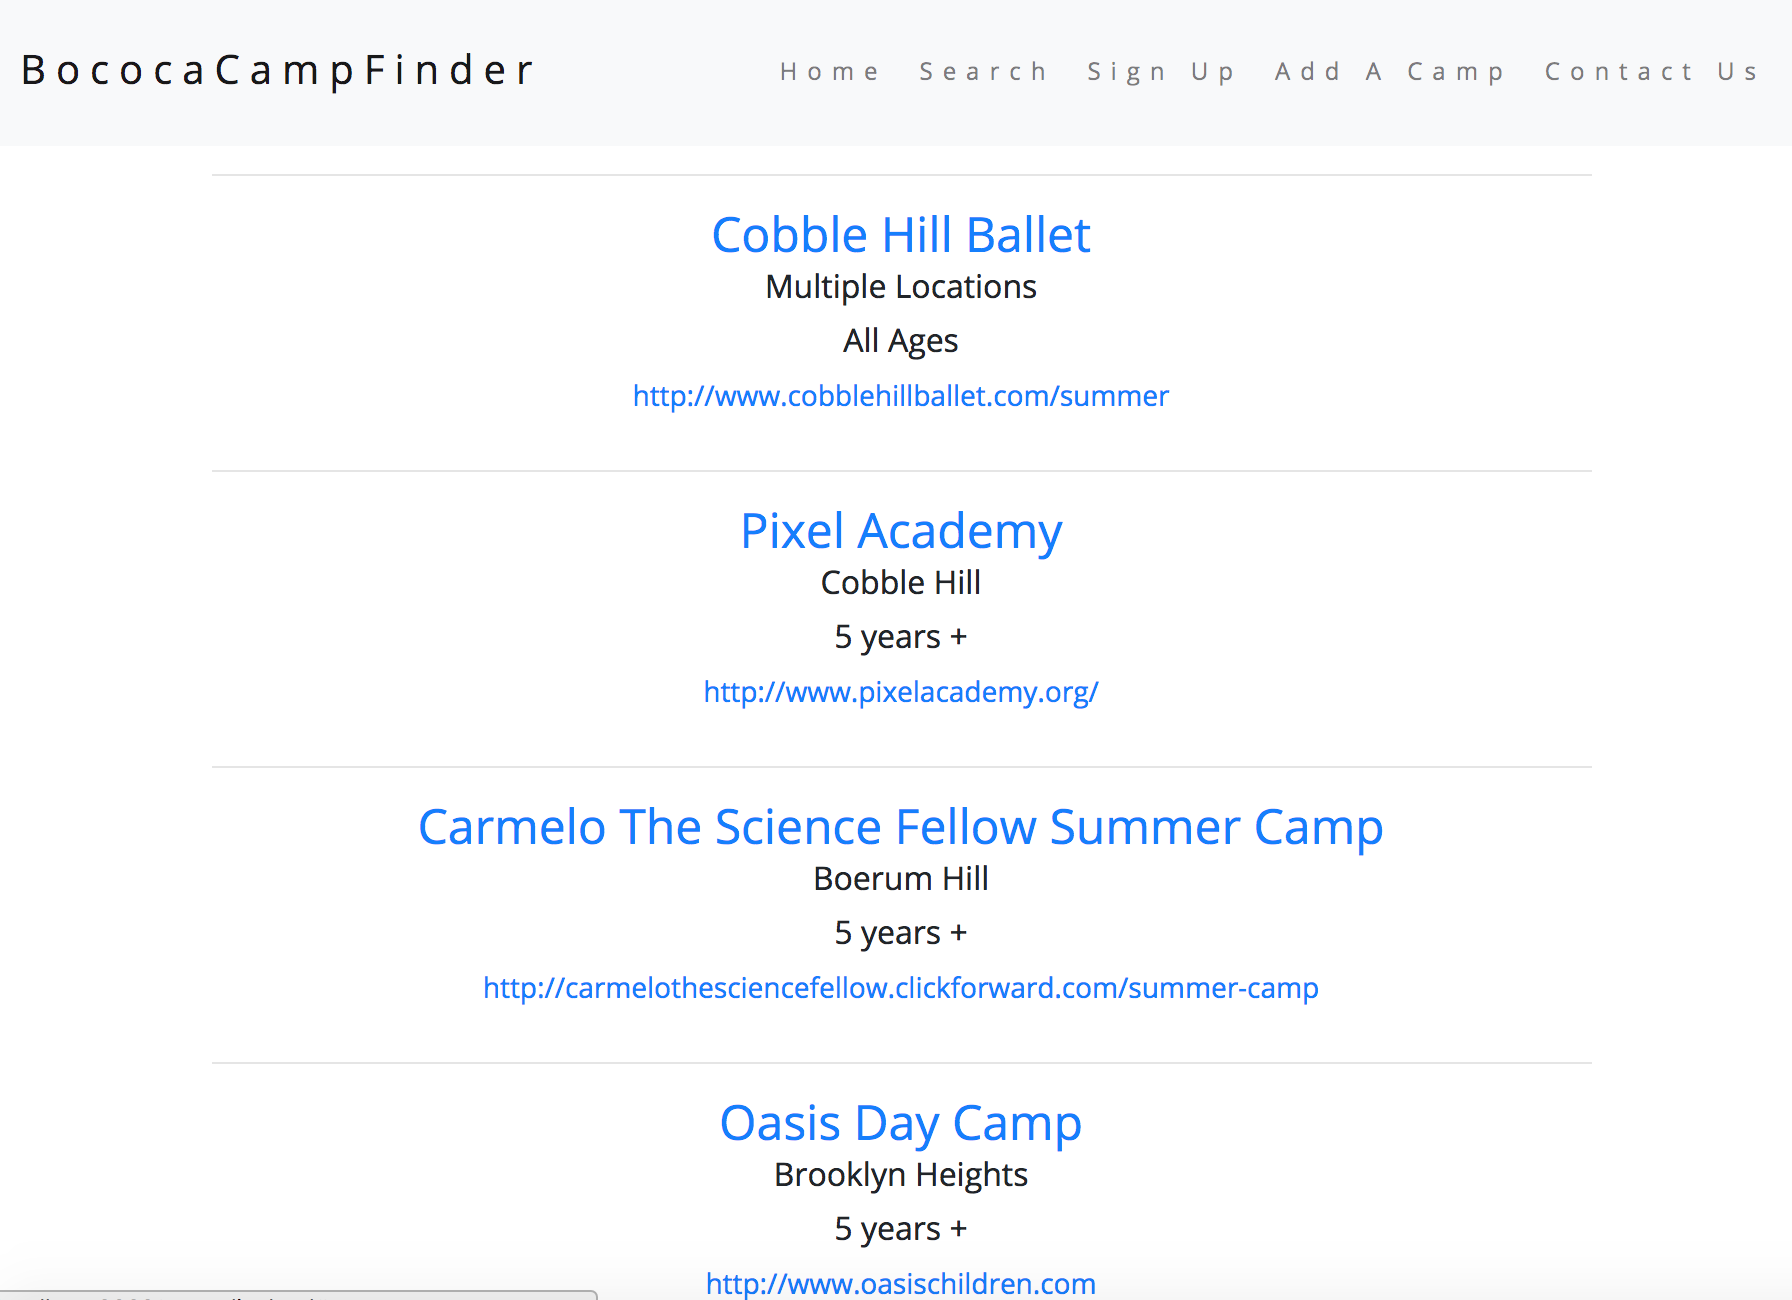 BococaCampFinder Home Search Sign Up Add A Camp Contact Us
Cobble Hill Ballet
Multiple Locations
All Ages
http://www.cobblehillballet.com/summer
Pixel Academy
Cobble Hill
5 years +
http://www.pixelacademy.org/
Carmelo The Science Fellow Summer Camp
Boerum Hill
5 years +
http://carmelothesciencefellow.clickforward.com/summer-camp
Oasis Day Camp
Brooklyn Heights
5 years +
http://www.oasischildren.com